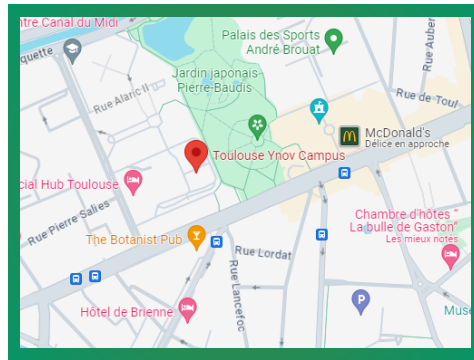 ntre Canal du Midi
quette
Palais des Sports
André Brouat
Rue Auber
Jardin japonais
Pierre-Baudis
Rue Alaric II
Rue de Toul
McDonald's
Délice en approche
Toulouse Ynov Campus
cial Hub Toulouse
Rue Pierre Salies
Chambre d'hôtes "
La bulle de Gaston"
Les mieux notés
The Botanist Pub
Rue Lordat
Rue Lancefoc
Hôtel de Brienne
P
Musé